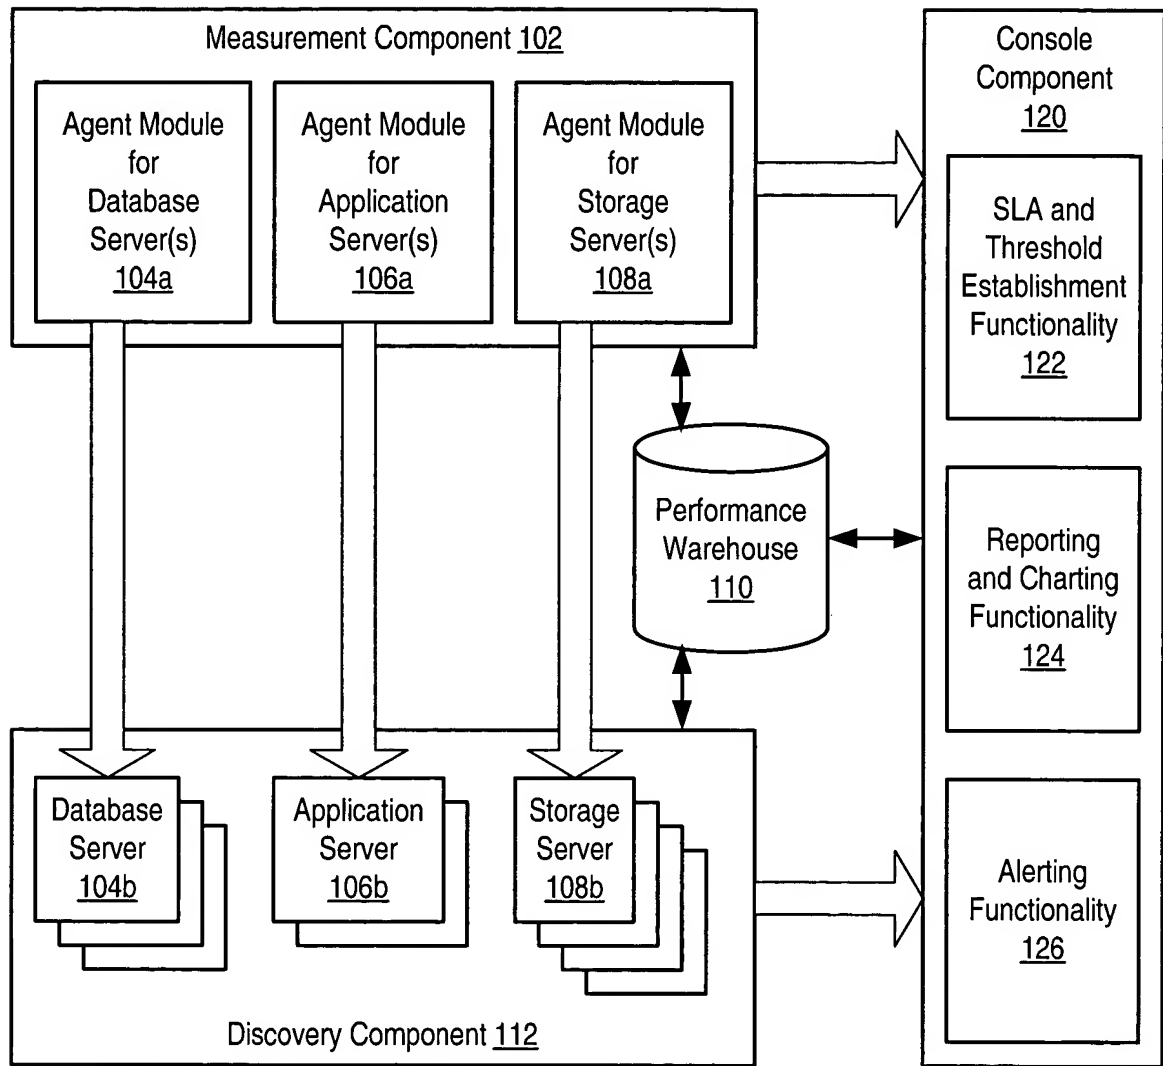 Measurement Component 102
Agent Module
for
Database
Server(s)
104a
Agent Module
for
Application
Server(s)
106a
Agent Module
for
Storage
Server(s)
108a
Console
Component
120
SLA and
Threshold
Establishment
Functionality
122
Performance
Warehouse
110
Reporting
and Charting
Functionality
124
Database
Server
104b
Application
Server
106b
Storage
Server
108b
Alerting
Functionality
126
Discovery Component 112